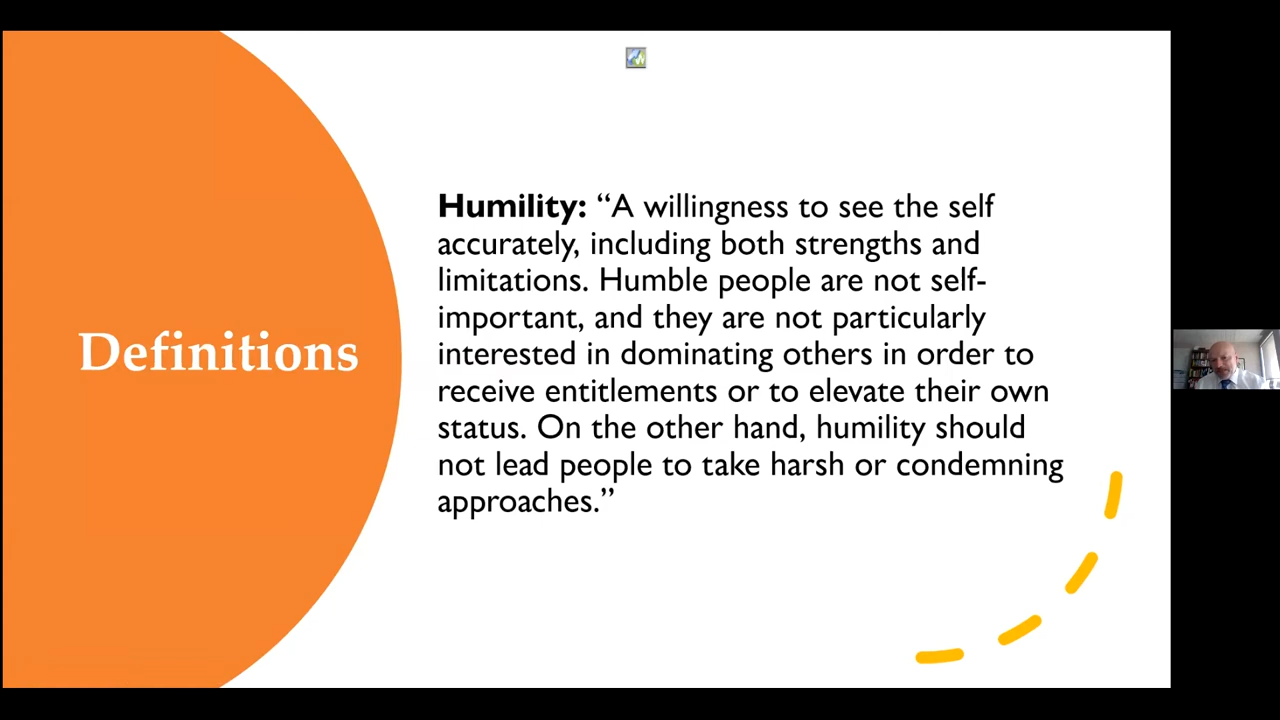 Definitions
Humility: “A willingness to see the self
accurately, including both strengths and
limitations. Humble people are not self-
important, and they are not particularly
interested in dominating others in order to
receive entitlements or to elevate their own
status. On the other hand, humility should
not lead people to take harsh or condemning
approaches.”